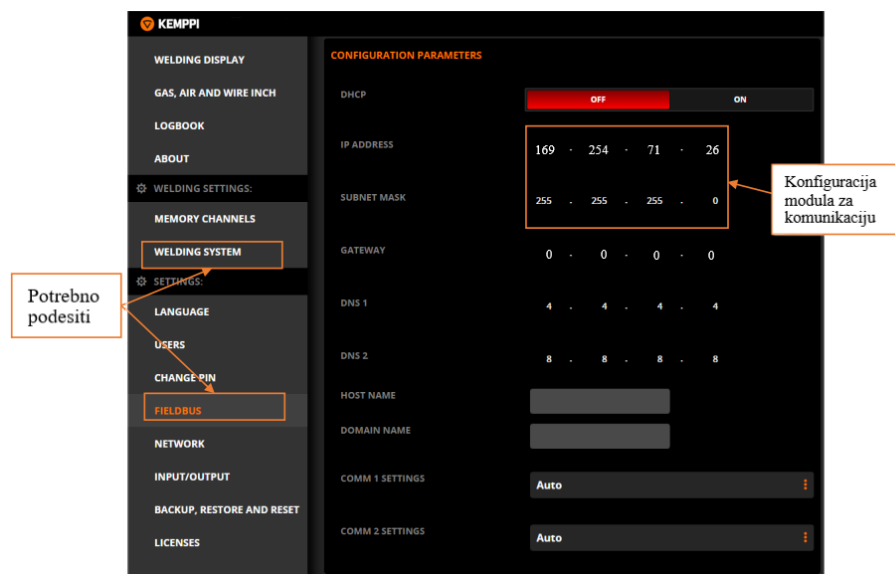 KEMPPI
WELDING DISPLAY
GAS, AIR AND WIRE INCH
LOGBOOK
ABOUT
WELDING SETTINGS:
MEMORY CHANNELS
WELDING SYSTEM
SETTINGS:
LANGUAGE
USERS
CHANGE PIN
FIELDBUS
NETWORK
INPUT/OUTPUT
BACKUP, RESTORE AND RESET
LICENSES
Potrebno
podesiti
CONFIGURATION PARAMETERS
DHCP OFF ON
IP ADDRESS 169 . 254 . 71 . 26
SUBNET MASK 255 . 255 . 255 . 0
GATEWAY 0 . 0 . 0 . 0
DNS 1 4 . 4 . 4 . 4
DNS 2 8 . 8 . 8 . 8
HOST NAME
DOMAIN NAME
COMM 1 SETTINGS Auto
COMM 2 SETTINGS Auto
Konfiguracija
modula za
komunikaciju